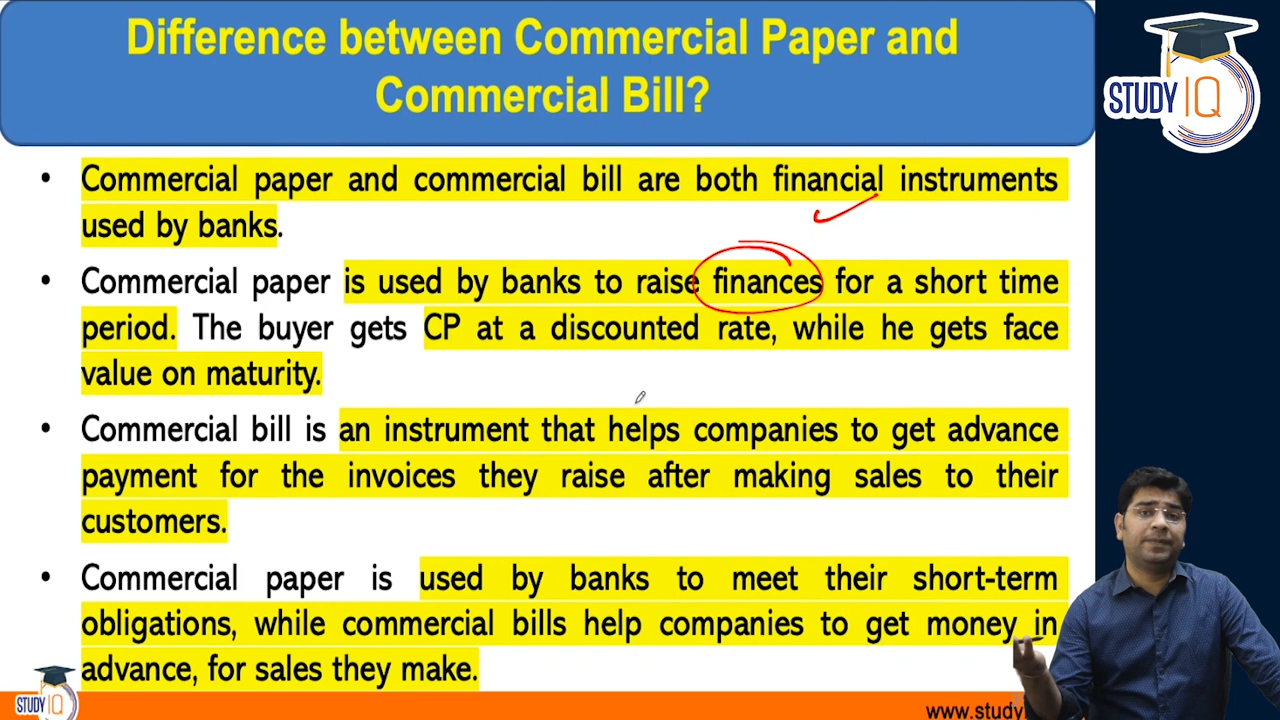 Difference between Commercial Paper and
Commercial Bill?
STUDY IQ
• Commercial paper and commercial bill are both financial instruments
used by banks.
• Commercial paper is used by banks to raise finances for a short time
period. The buyer gets CP at a discounted rate, while he gets face
value on maturity.
• Commercial bill is an instrument that helps companies to get advance
payment for the invoices they raise after making sales to their
customers.
• Commercial paper is used by banks to meet their short-term
obligations, while commercial bills help companies to get money in
advance, for sales they make.
STUDY IQ